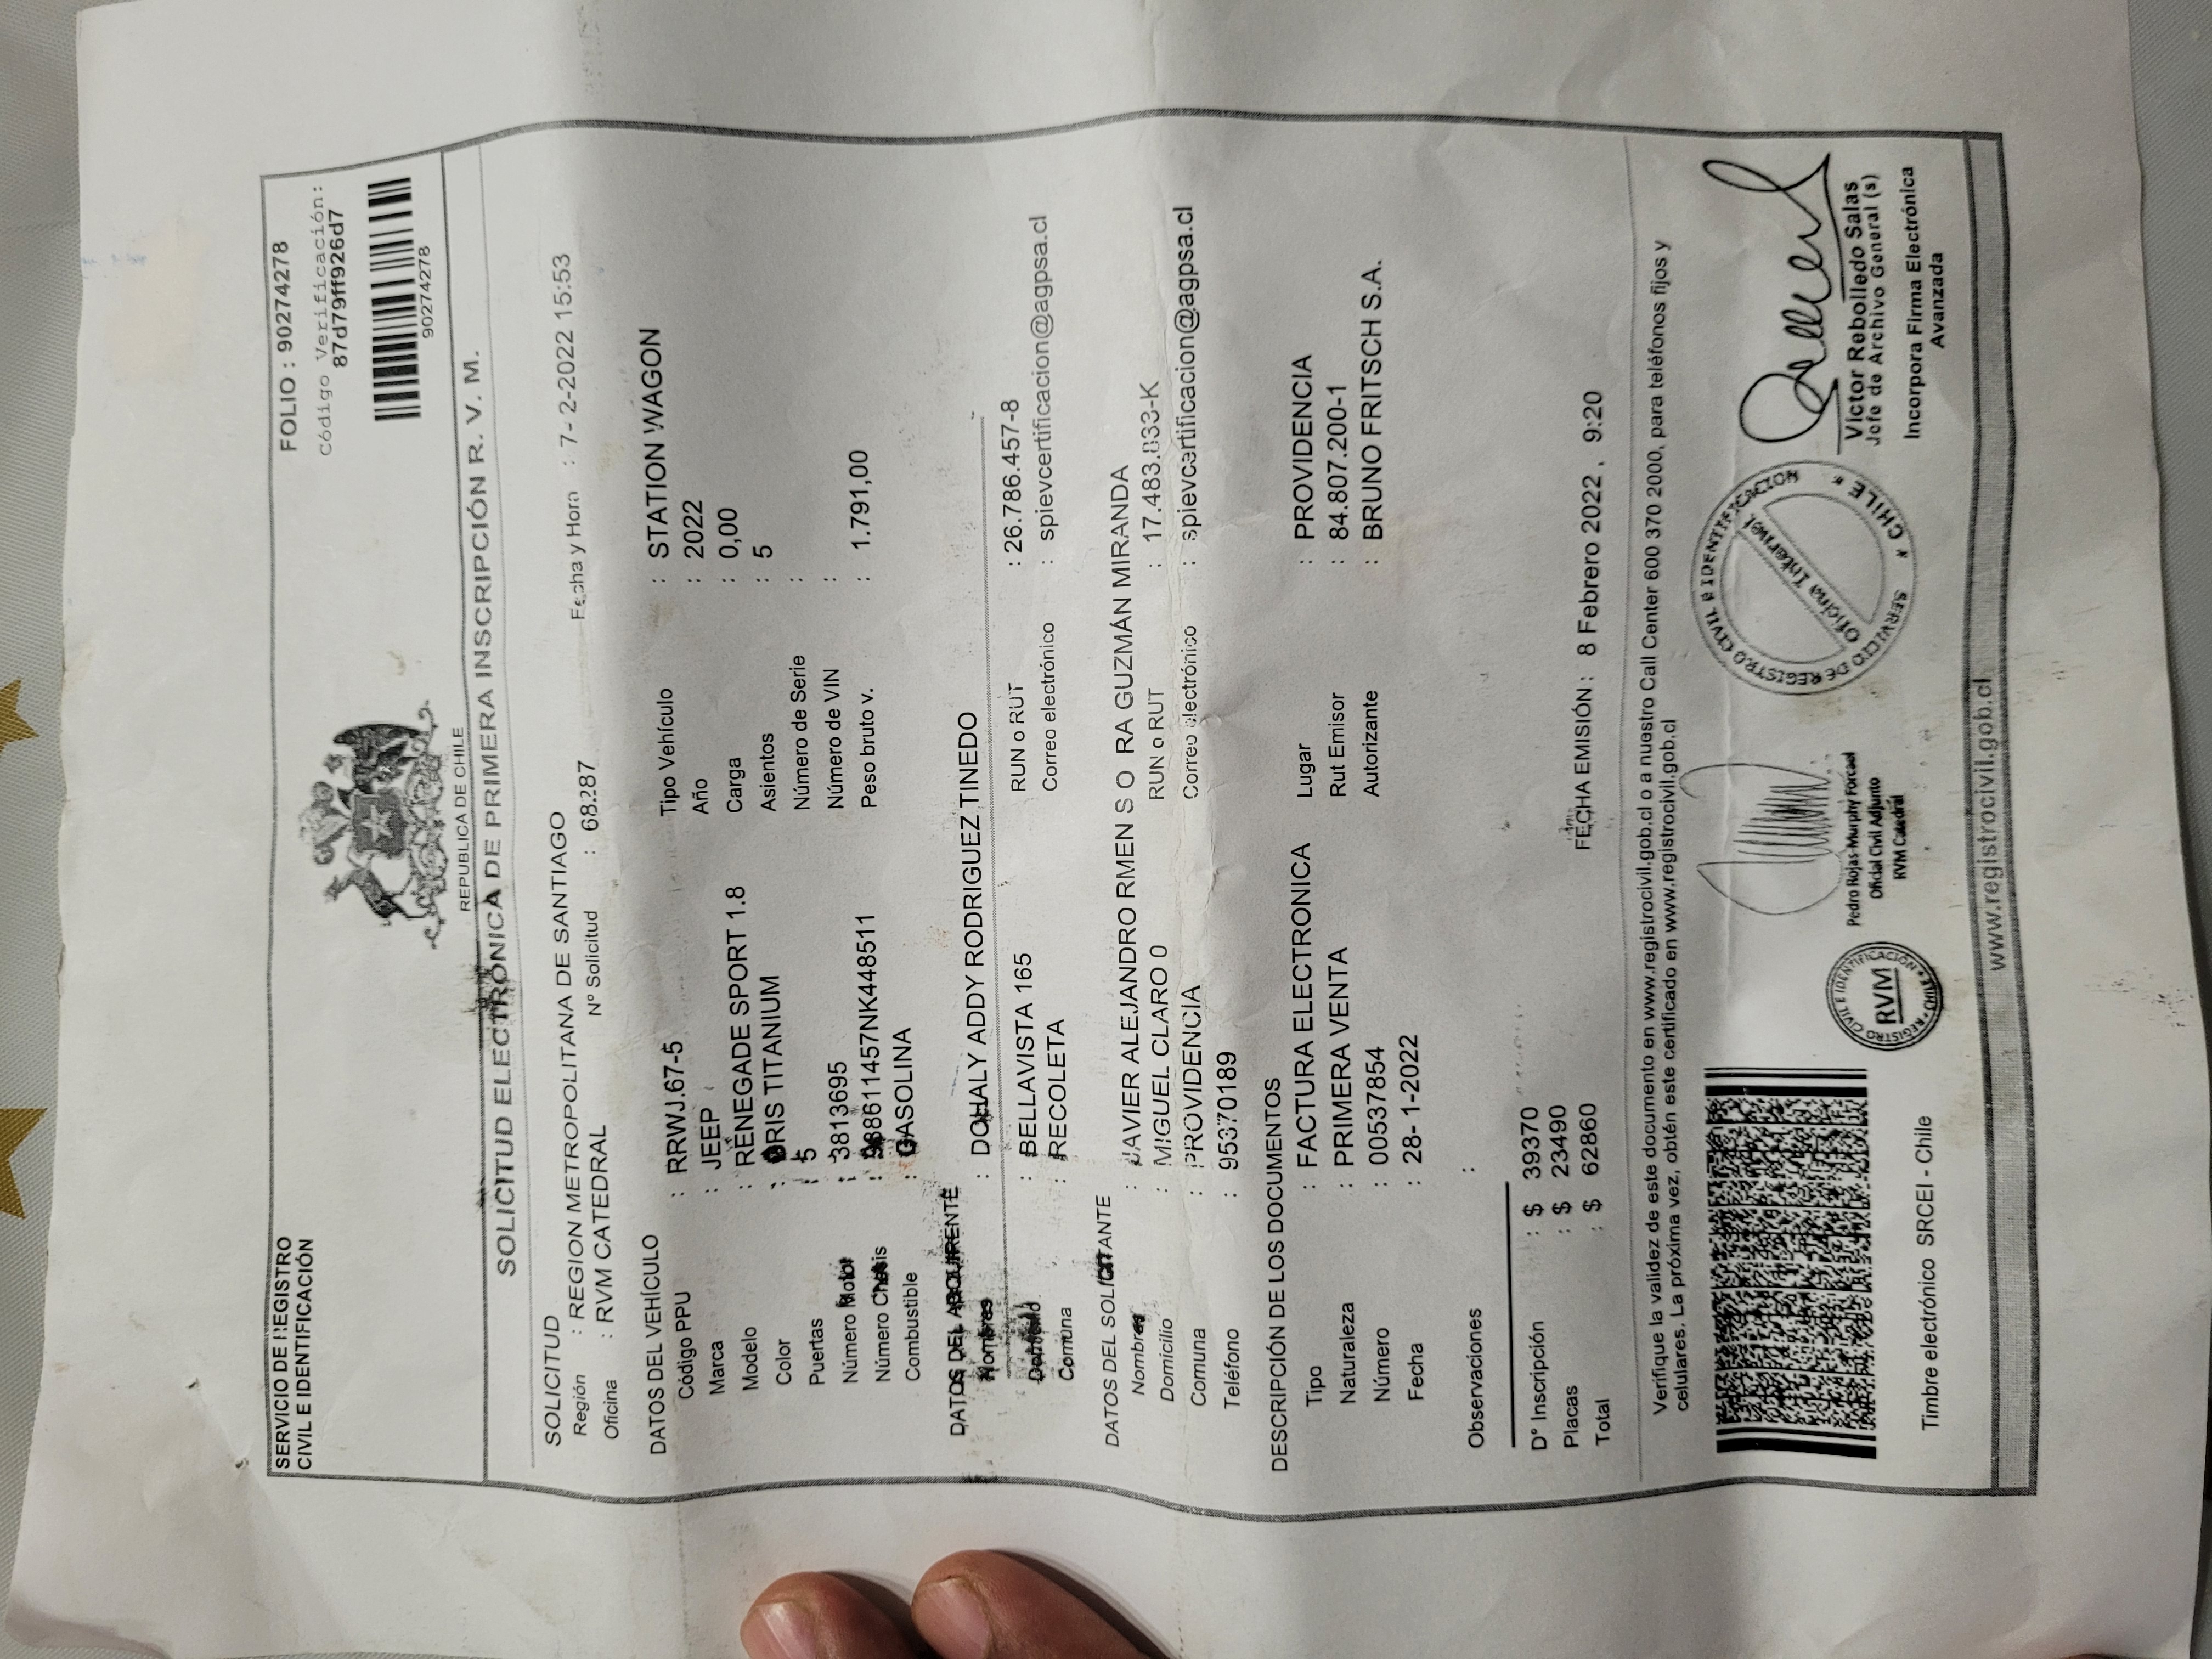 SERVICIO DE REGISTRO
CIVIL E IDENTIFICACIÓN
FOLIO : 90274278
Código Verificación:
87d79ff926d7
90274278
REPUBLICA DE CHILE
SOLICITUD ELECTRÓNICA DE PRIMERA INSCRIPCIÓN R. V. M.
SOLICITUD
Región : REGION METROPOLITANA DE SANTIAGO Fecha y Hora : 7- 2-2022 15:53
Oficina : RVM CATEDRAL Nº Solicitud : 68287
DATOS DEL VEHÍCULO
Código PPU : RRWJ.67-5 Tipo Vehículo : STATION WAGON
Marca : JEEP Año : 2022
Modelo : RENEGADE SPORT 1.8 Carga : 0,00
Color : GRIS TITANIUM Asientos : 5
Puertas : 5 Número de Serie :
Número Motor : 3813695 Número de VIN :
Número Chasis : 988611457NK448511 Peso bruto v. : 1.791,00
Combustible : GASOLINA
DATOS DEL ADQUIRENTE
Nombres : DOHALY ADDY RODRIGUEZ TINEDO
Domicilio : BELLAVISTA 165 RUN o RUT : 26.786.457-8
Comuna : RECOLETA Correo electrónico : spievcertificacion@agpsa.cl
DATOS DEL SOLICITANTE
Nombres : JAVIER ALEJANDRO RMEN S O RA GUZMÁN MIRANDA
Domicilio : MIGUEL CLARO 0 RUN o RUT : 17.483.833-K
Comuna : PROVIDENCIA Correo electrónico : spievcertificacion@agpsa.cl
Teléfono : 95370189
DESCRIPCIÓN DE LOS DOCUMENTOS
Tipo : FACTURA ELECTRONICA Lugar : PROVIDENCIA
Naturaleza : PRIMERA VENTA Rut Emisor : 84.807.200-1
Número : 00537854 Autorizante : BRUNO FRITSCH S.A.
Fecha : 28- 1-2022
Observaciones :
D° Inscripción : $ 39370
Placas : $ 23490
Total : $ 62860
FECHA EMISIÓN : 8 Febrero 2022 , 9:20
Verifique la validez de este documento en www.registrocivil.gob.cl o a nuestro Call Center 600 370 2000, para teléfonos fijos y
celulares. La próxima vez, obtén este certificado en www.registrocivil.gob.cl
Timbre electrónico SRCEI - Chile
REGISTRO CIVIL E IDENTIFICACION
RVM
CHILE
Pedro Rojas-Murphy Forcael
Oficial Civil Adjunto
RVM Catedral
SERVICIO DE REGISTRO CIVIL E IDENTIFICACION
Oficina Internet
* CHILE *
Victor Rebolledo Salas
Jefe de Archivo General (s)
Incorpora Firma Electrónica
Avanzada
www.registrocivil.gob.cl